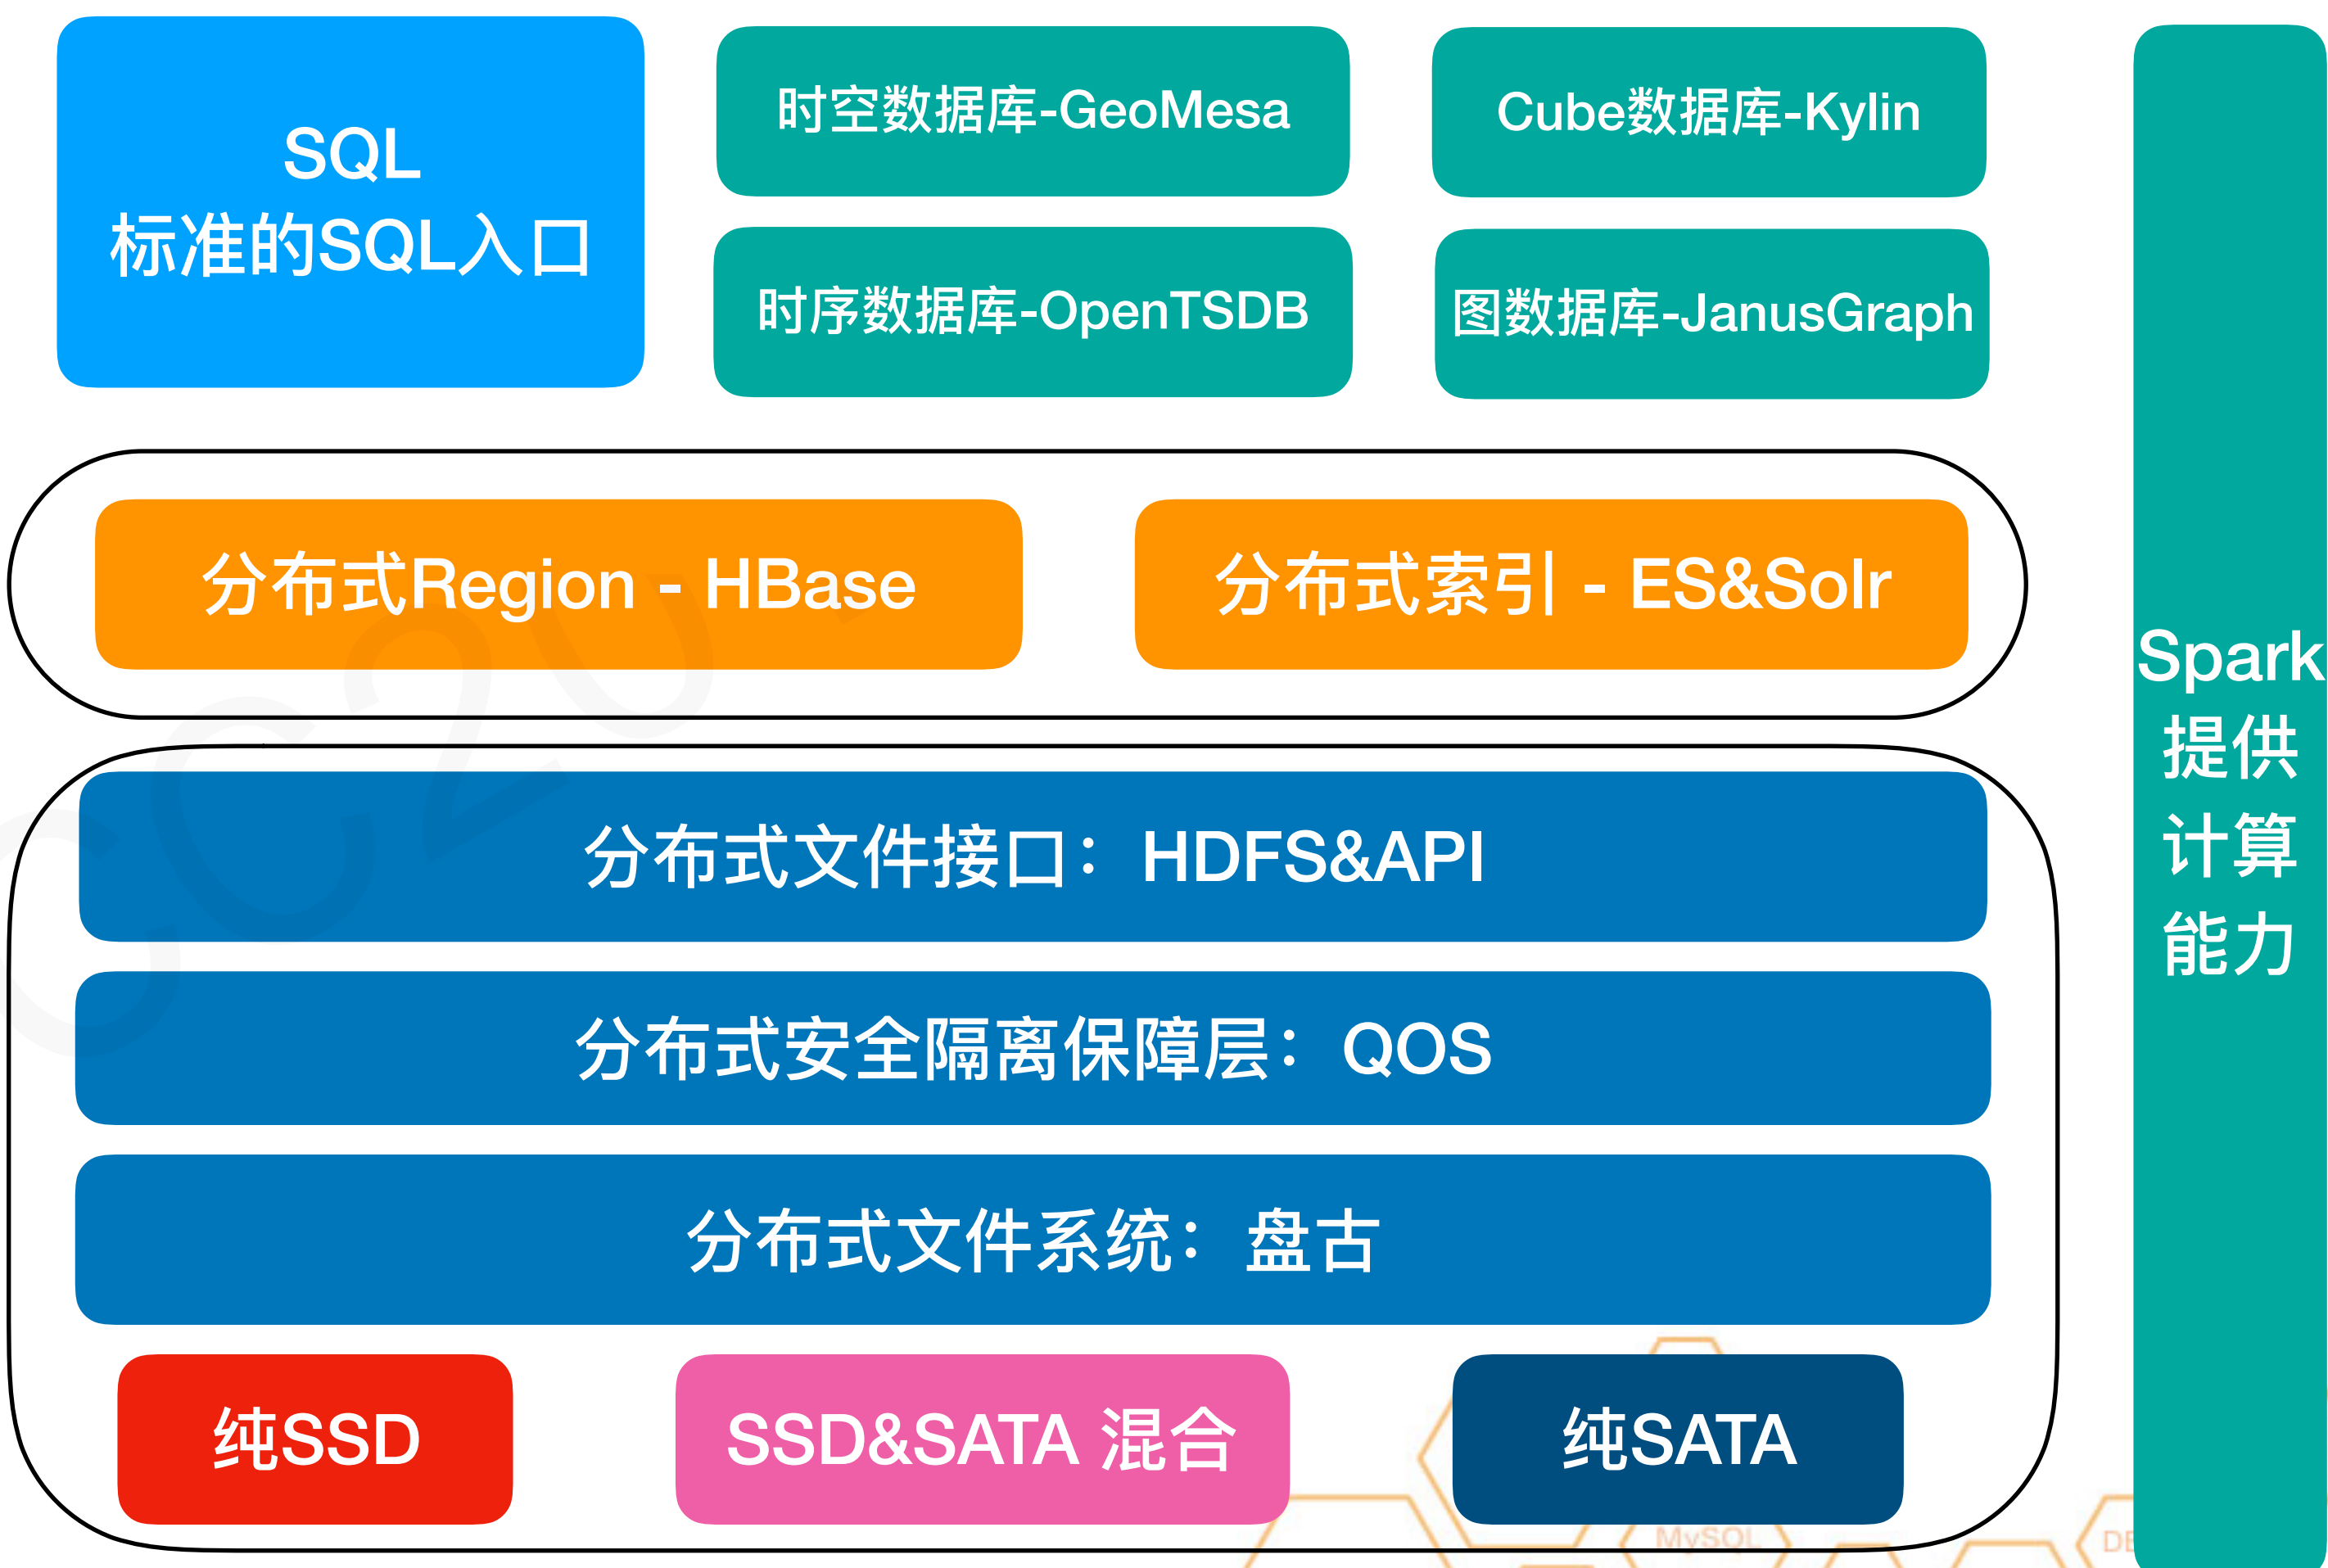 SQL
标准的SQL入口
时空数据库-GeoMesa
Cube数据库-Kylin
时序数据库-OpenTSDB
图数据库-JanusGraph
分布式Region - HBase
分布式索引 - ES&Solr
分布式文件接口：HDFS&API
分布式安全隔离保障层：QOS
分布式文件系统：盘古
纯SSD
SSD&SATA 混合
纯SATA
Spark
提供
计算
能力
MySQL